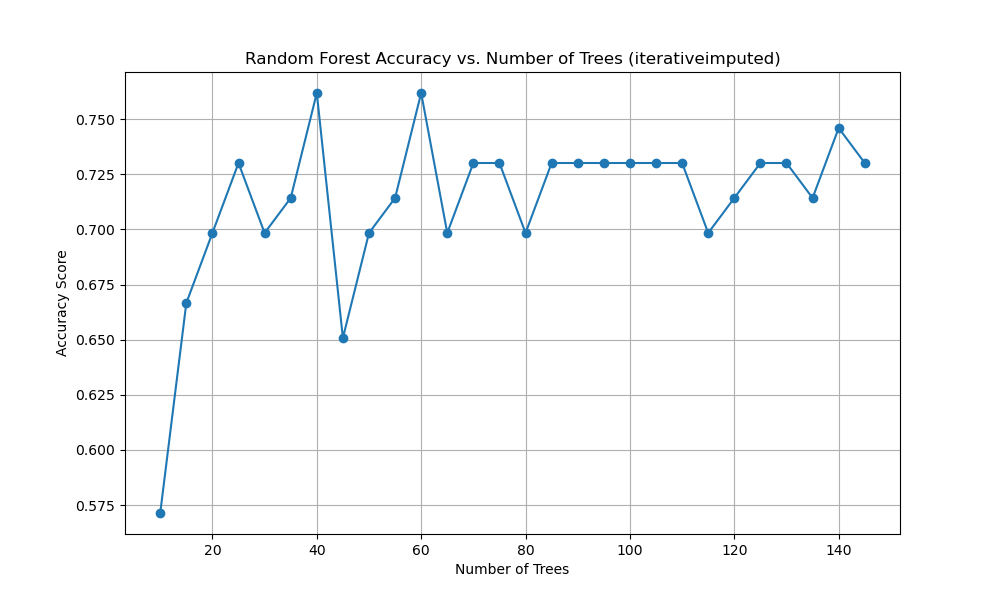 Random Forest Accuracy vs. Number of Trees (iterativeimputed)
Accuracy Score
0.750
0.725
0.700
0.675
0.650
0.625
0.600
0.575
20 40 60 80 100 120 140
Number of Trees